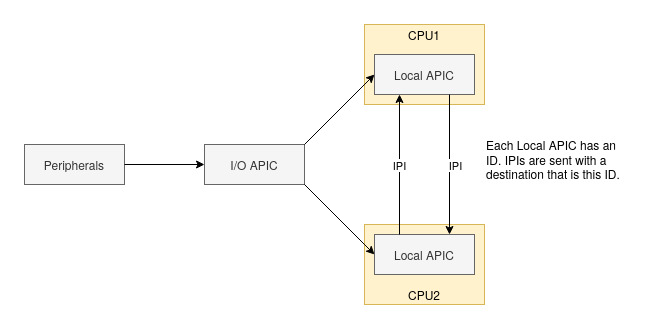 CPU1
Local APIC
Peripherals
I/O APIC
IPI
IPI
Each Local APIC has an
ID. IPIs are sent with a
destination that is this ID.
Local APIC
CPU2